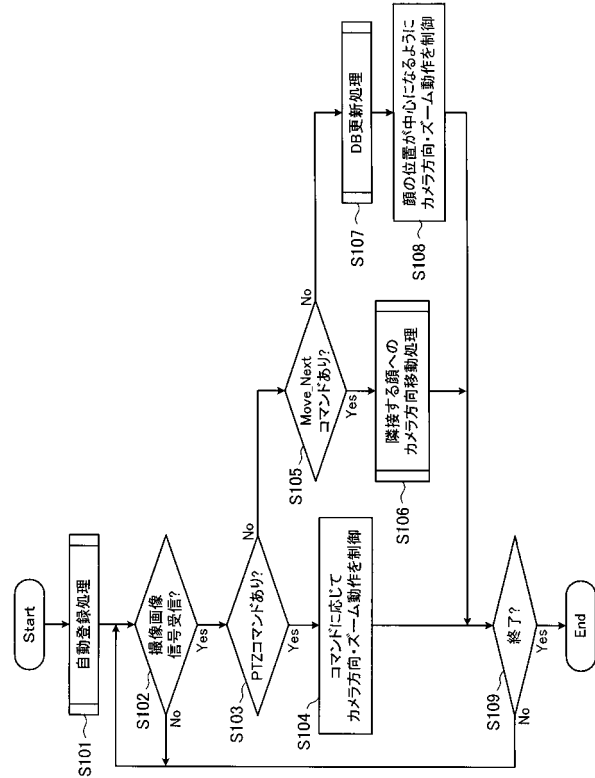 Start
自動登録処理
S101
撮像画像
信号受信?
S102
No
Yes
PTZコマンドあり?
S103
No
Yes
コマンドに応じて
カメラ方向・ズーム動作を制御
S104
Move_Next
コマンドあり?
S105
No
Yes
隣接する顔への
カメラ方向移動処理
S106
DB更新処理
S107
顔の位置が中心になるように
カメラ方向・ズーム動作を制御
S108
終了?
S109
No
Yes
End